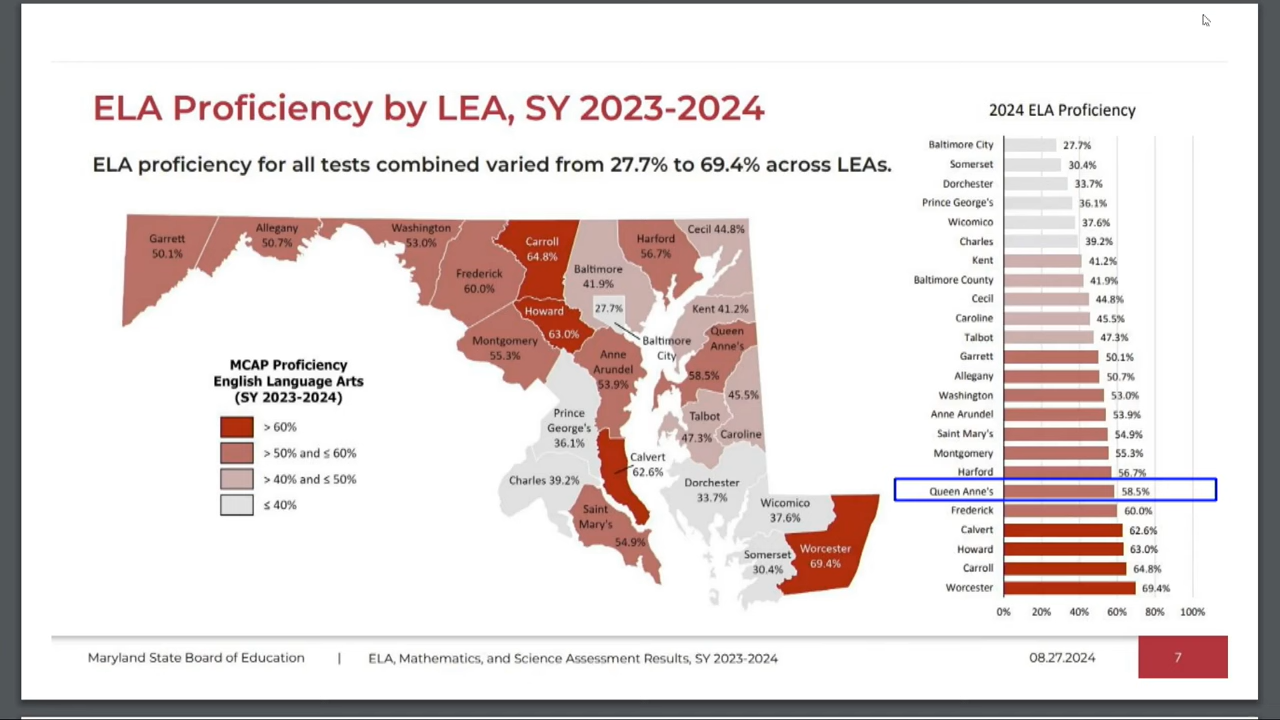 ELA Proficiency by LEA, SY 2023-2024
ELA proficiency for all tests combined varied from 27.7% to 69.4% across LEAs.
Garrett
50.1%
Allegany
50.7%
Washington
53.0%
Frederick
60.0%
Carroll
64.8%
Baltimore
41.9%
27.7%
Baltimore
City
Harford
56.7%
Cecil 44.8%
Kent 41.2%
Howard
63.0%
Montgomery
55.3%
Anne
Arundel
53.9%
Queen
Anne's
58.5%
45.5%
Caroline
Talbot
47.3%
Prince
George's
36.1%
Calvert
62.6%
Charles 39.2%
Saint
Mary's
54.9%
Dorchester
33.7%
Wicomico
37.6%
Somerset
30.4%
Worcester
69.4%
MCAP Proficiency
English Language Arts
(SY 2023-2024)
> 60%
> 50% and ≤ 60%
> 40% and ≤ 50%
≤ 40%
2024 ELA Proficiency
Baltimore City 27.7%
Somerset 30.4%
Dorchester 33.7%
Prince George's 36.1%
Wicomico 37.6%
Charles 39.2%
Kent 41.2%
Baltimore County 41.9%
Cecil 44.8%
Caroline 45.5%
Talbot 47.3%
Garrett 50.1%
Allegany 50.7%
Washington 53.0%
Anne Arundel 53.9%
Saint Mary's 54.9%
Montgomery 55.3%
Harford 56.7%
Queen Anne's 58.5%
Frederick 60.0%
Calvert 62.6%
Howard 63.0%
Carroll 64.8%
Worcester 69.4%
0% 20% 40% 60% 80% 100%
Maryland State Board of Education | ELA, Mathematics, and Science Assessment Results, SY 2023-2024 08.27.2024 7